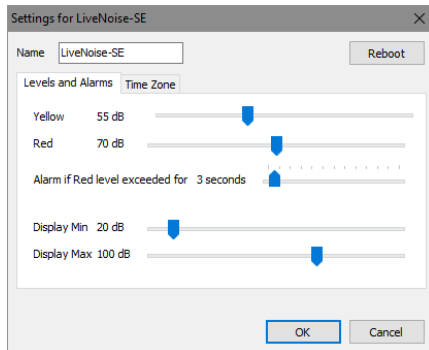 Settings for LiveNoise-SE
Name LiveNoise-SE Reboot
Levels and Alarms Time Zone
Yellow 55 dB
Red 70 dB
Alarm if Red level exceeded for 3 seconds
Display Min 20 dB
Display Max 100 dB
OK Cancel